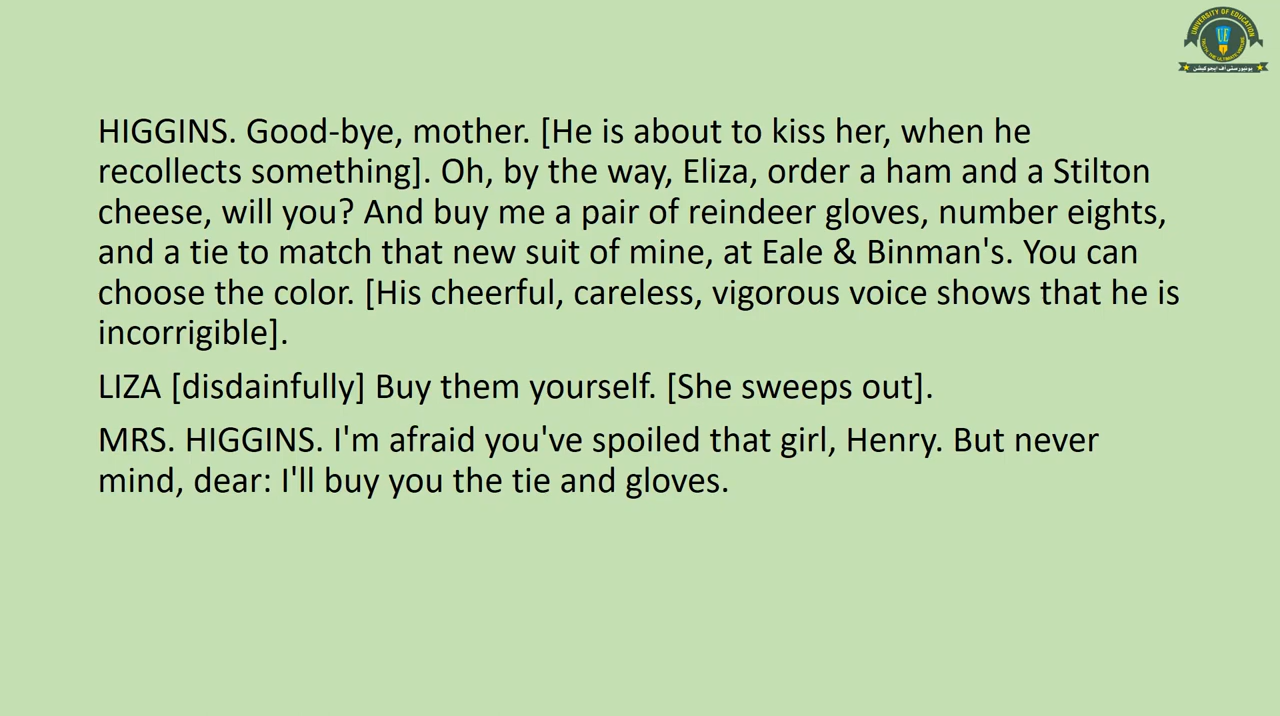 UNIVERSITY OF EDUCATION
UE
یونیورسٹی آف ایجوکیشن
HIGGINS. Good-bye, mother. [He is about to kiss her, when he
recollects something]. Oh, by the way, Eliza, order a ham and a Stilton
cheese, will you? And buy me a pair of reindeer gloves, number eights,
and a tie to match that new suit of mine, at Eale & Binman's. You can
choose the color. [His cheerful, careless, vigorous voice shows that he is
incorrigible].
LIZA [disdainfully] Buy them yourself. [She sweeps out].
MRS. HIGGINS. I'm afraid you've spoiled that girl, Henry. But never
mind, dear: I'll buy you the tie and gloves.